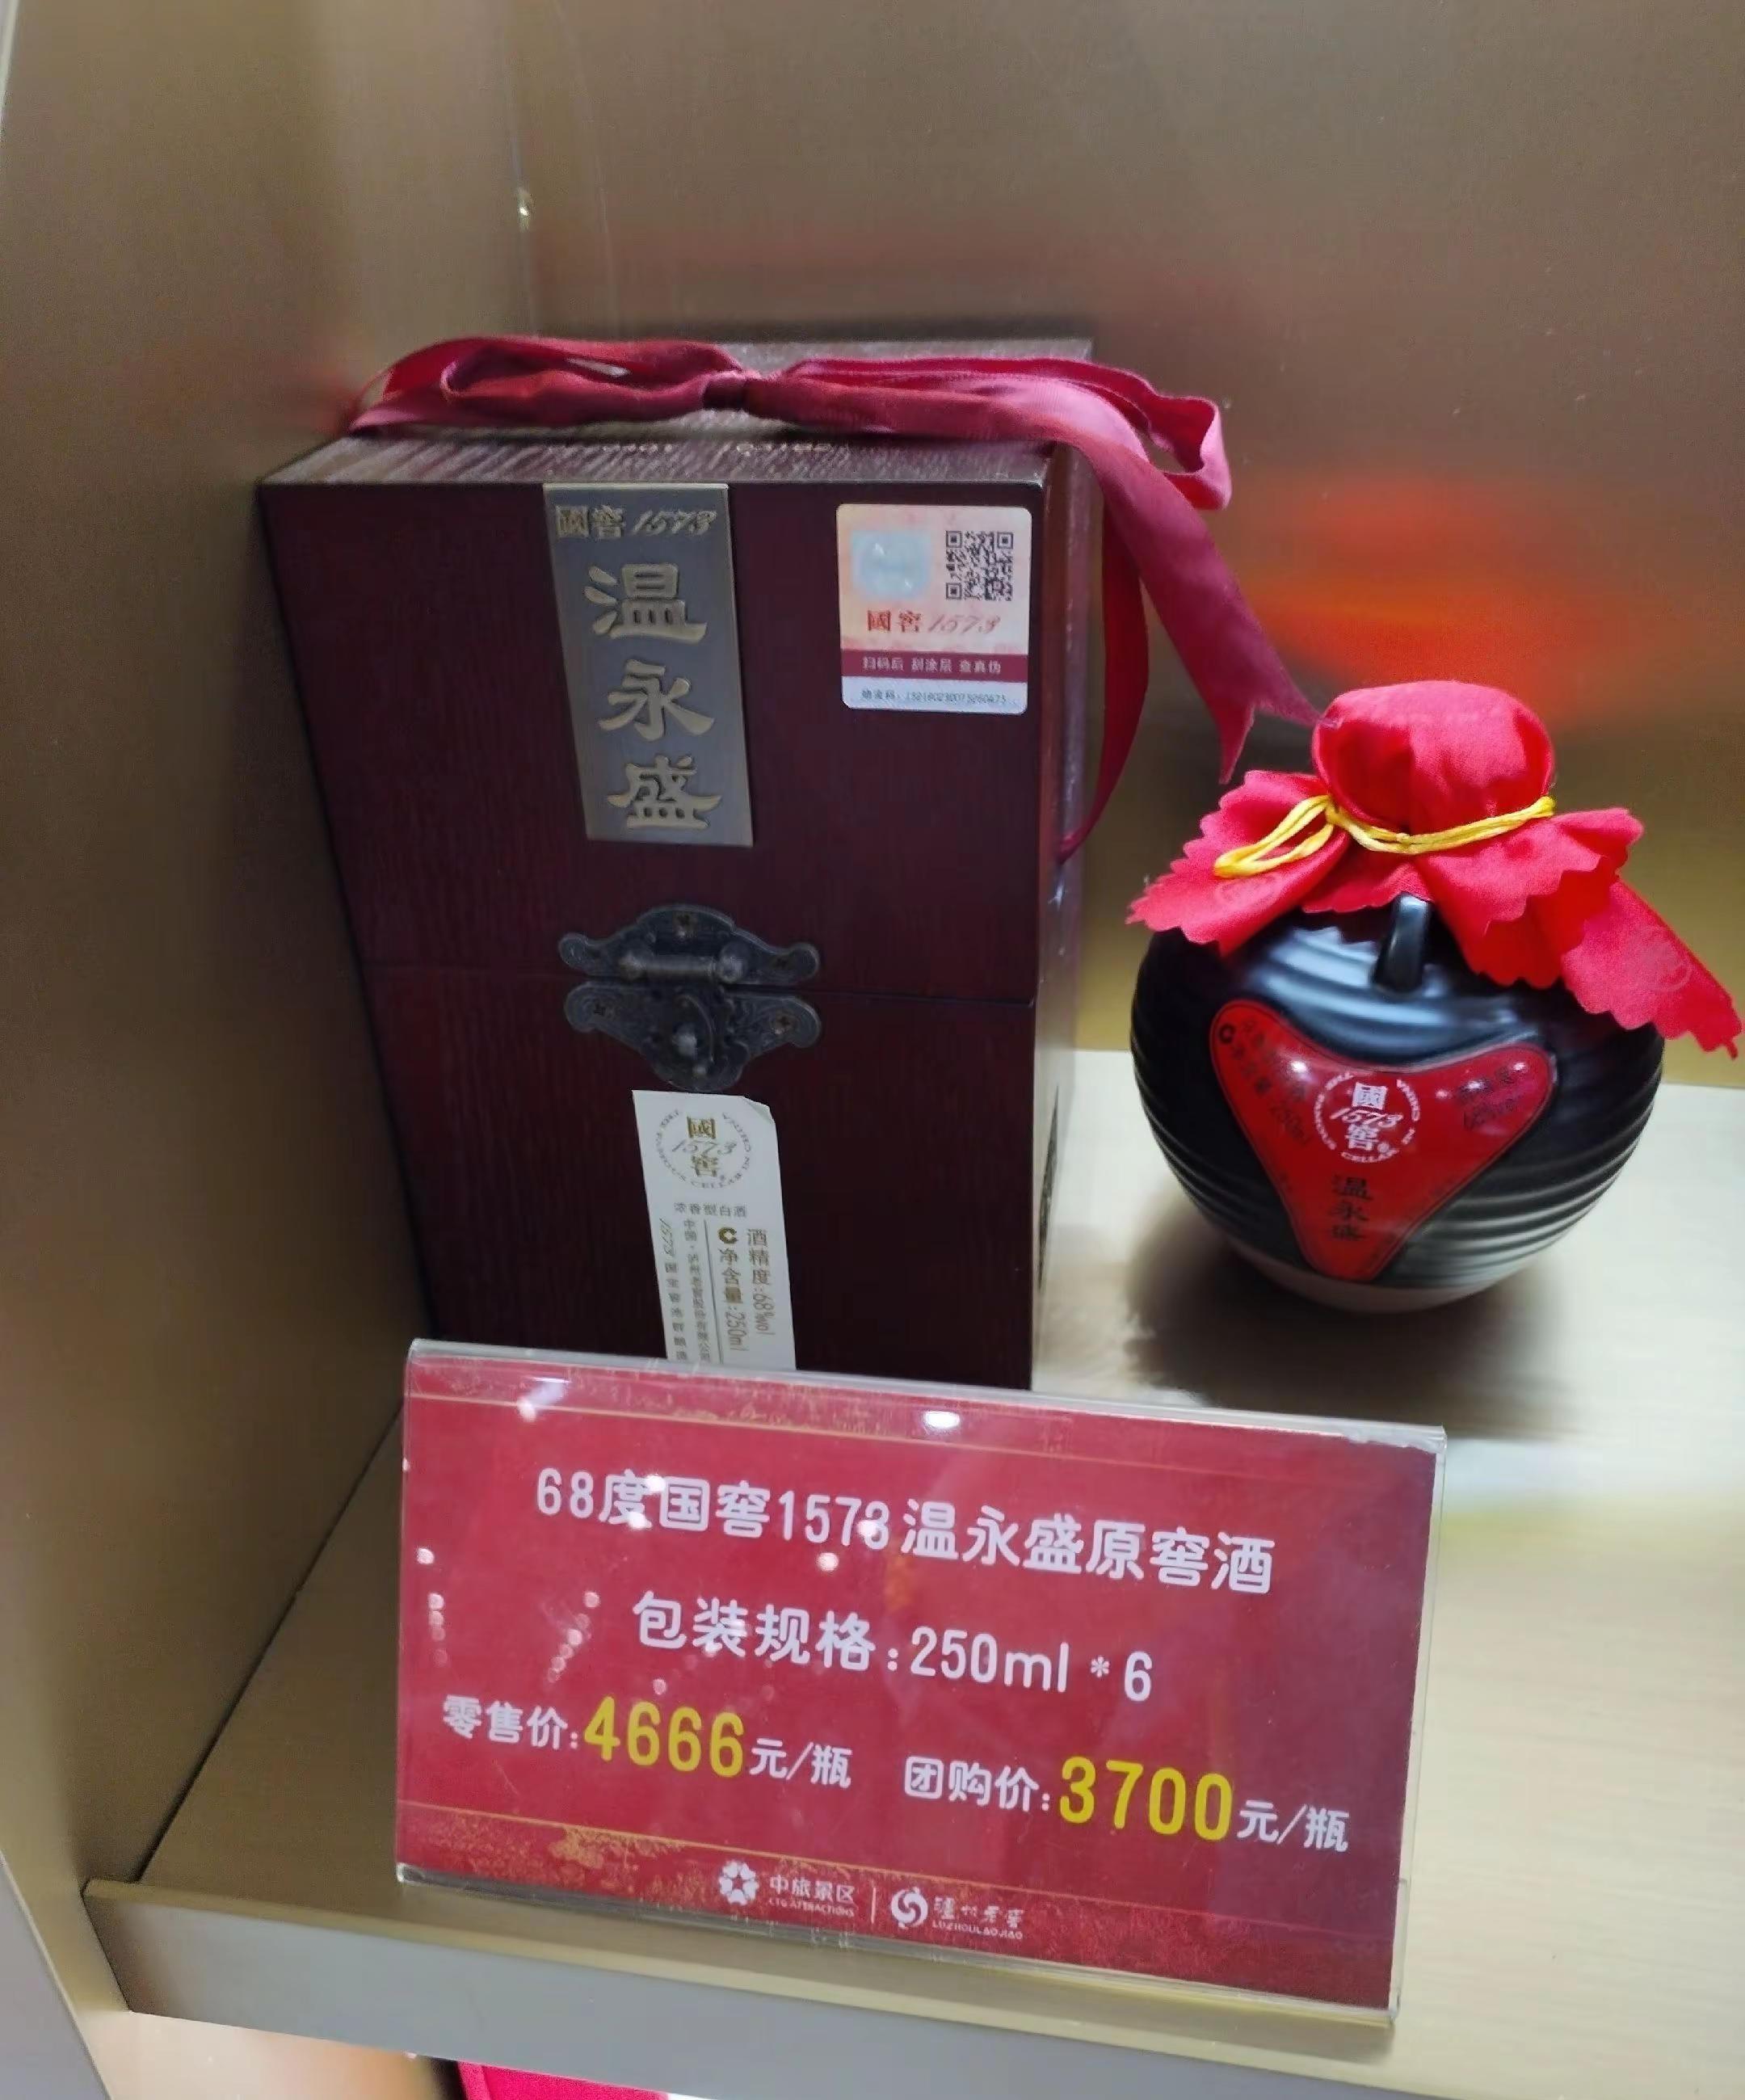 國窖1573
温
永
盛
國窖1573
扫码后 刮涂层 查真伪
國
1573
窖
浓香型白酒
酒精度:68%vol
净含量:250ml
國
1573
窖
温
永
盛
68度国窖1573温永盛原窖酒
包装规格:250ml*6
零售价:4666元/瓶 团购价:3700元/瓶
中旅景区
CTG ATTRACTIONS
泸州老窖
LUZHOULAOJIAO